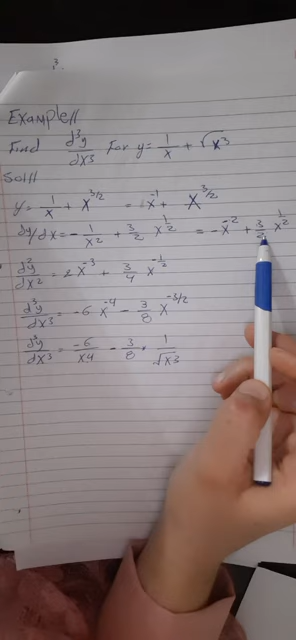 3.
Example//
Find d³y/dx³ for y = 1/x + √x³
Sol//
y = 1/x + x^(3/2) = x^(-1) + x^(3/2)
dy/dx = -1/x² + 3/2 x^(1/2) = -x^(-2) + 3/2 x^(1/2)
d²y/dx² = 2x^(-3) + 3/4 x^(-1/2)
d³y/dx³ = -6x^(-4) - 3/8 x^(-3/2)
d³y/dx³ = -6/x4 - 3/8 · 1/√x3